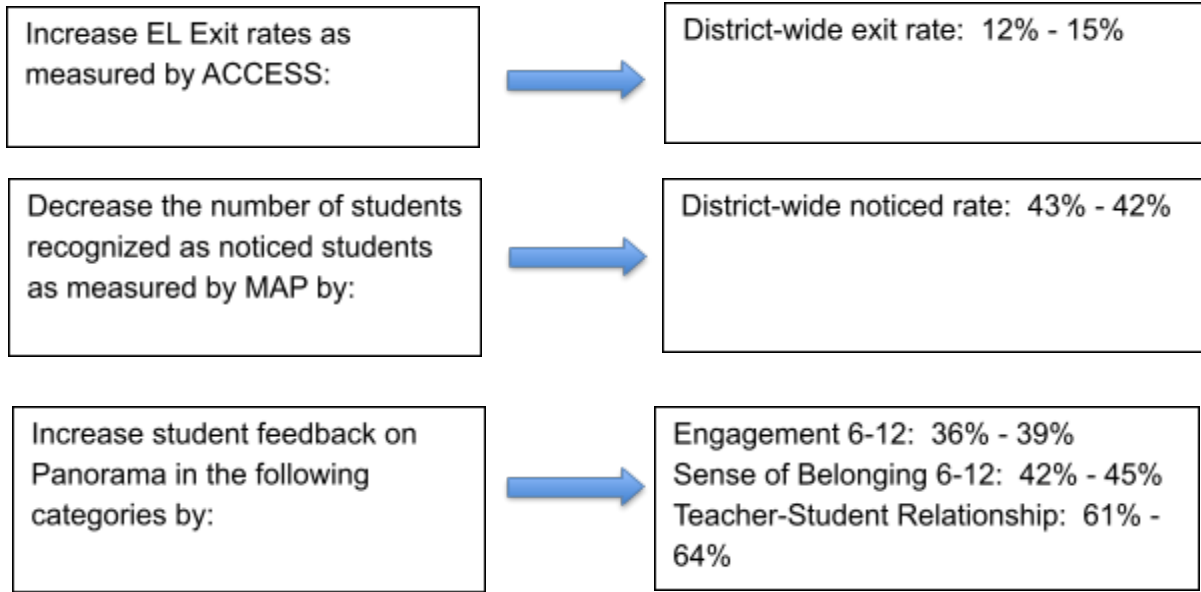 Increase EL Exit rates as
measured by ACCESS:
District-wide exit rate:  12% - 15%
Decrease the number of students
recognized as noticed students
as measured by MAP by:
District-wide noticed rate:  43% - 42%
Increase student feedback on
Panorama in the following
categories by:
Engagement 6-12:  36% - 39%
Sense of Belonging 6-12:  42% - 45%
Teacher-Student Relationship:  61% -
64%